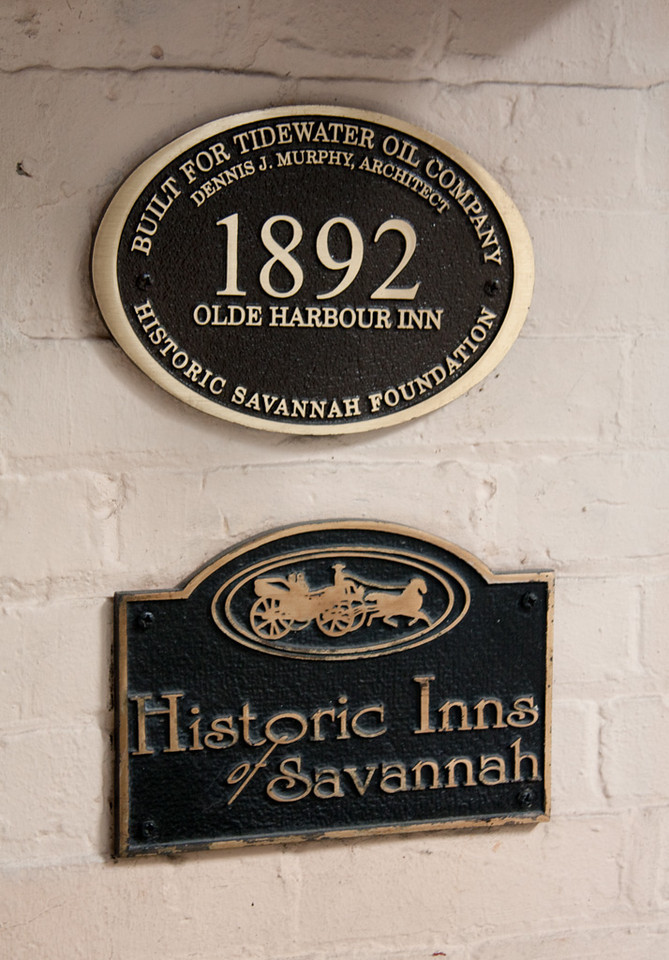 BUILT FOR TIDEWATER OIL COMPANY
DENNIS J. MURPHY, ARCHITECT
1892
OLDE HARBOUR INN
HISTORIC SAVANNAH FOUNDATION
Historic Inns
of Savannah